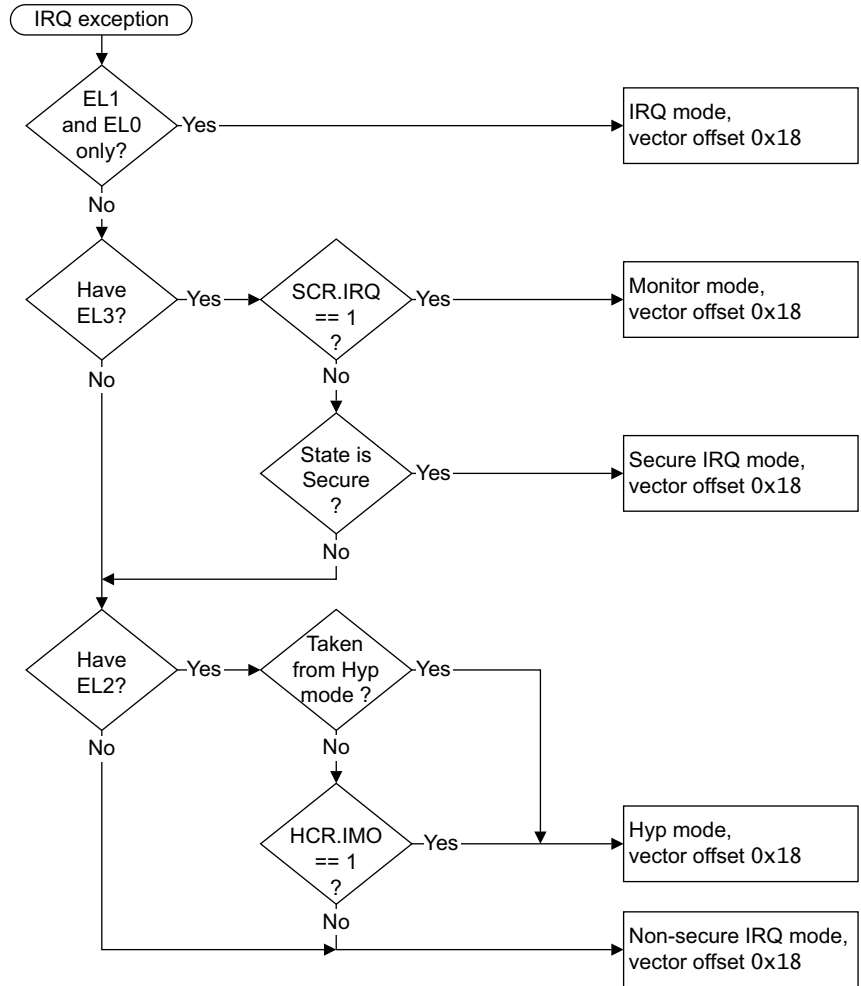 IRQ exception
EL1
and EL0
only?
Yes
IRQ mode,
vector offset 0x18
No
Have
EL3?
Yes
SCR.IRQ
== 1
?
Yes
Monitor mode,
vector offset 0x18
No
No
State is
Secure
?
Yes
Secure IRQ mode,
vector offset 0x18
No
Have
EL2?
Yes
Taken
from Hyp
mode ?
Yes
No
No
HCR.IMO
== 1
?
Yes
Hyp mode,
vector offset 0x18
No
Non-secure IRQ mode,
vector offset 0x18